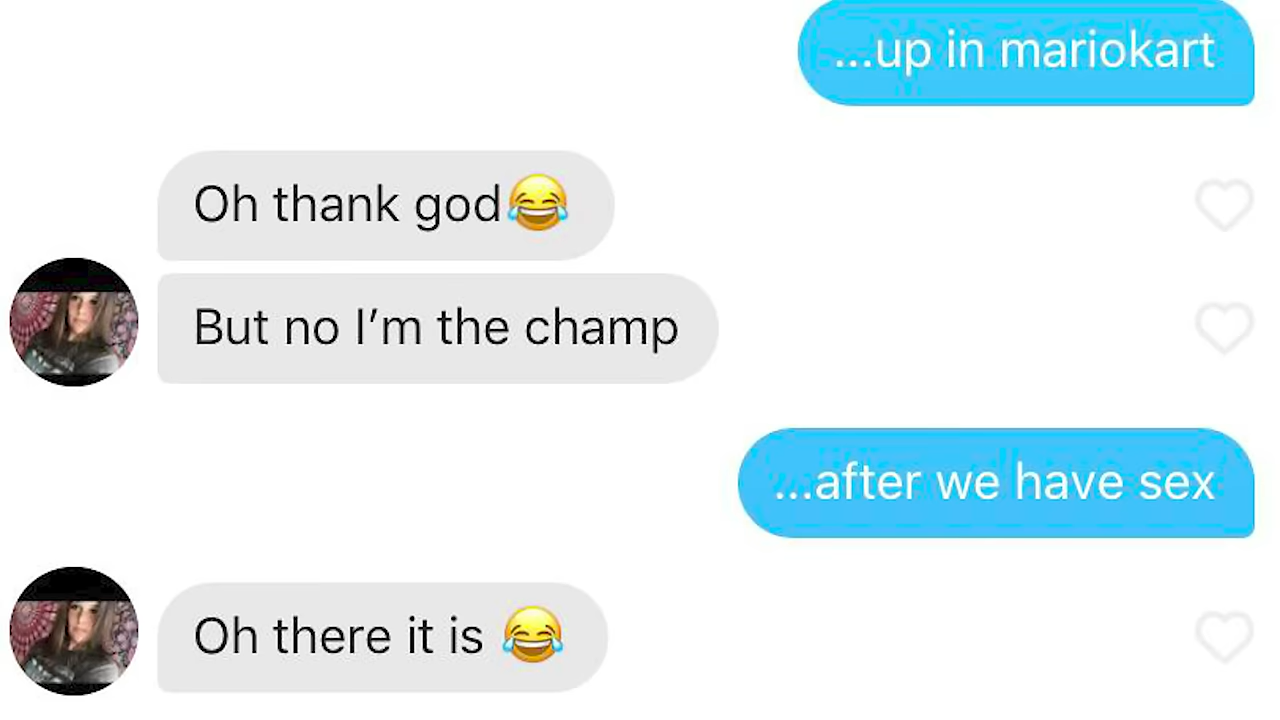 ...up in mariokart
Oh thank god😂
But no I’m the champ
...after we have sex
Oh there it is 😂